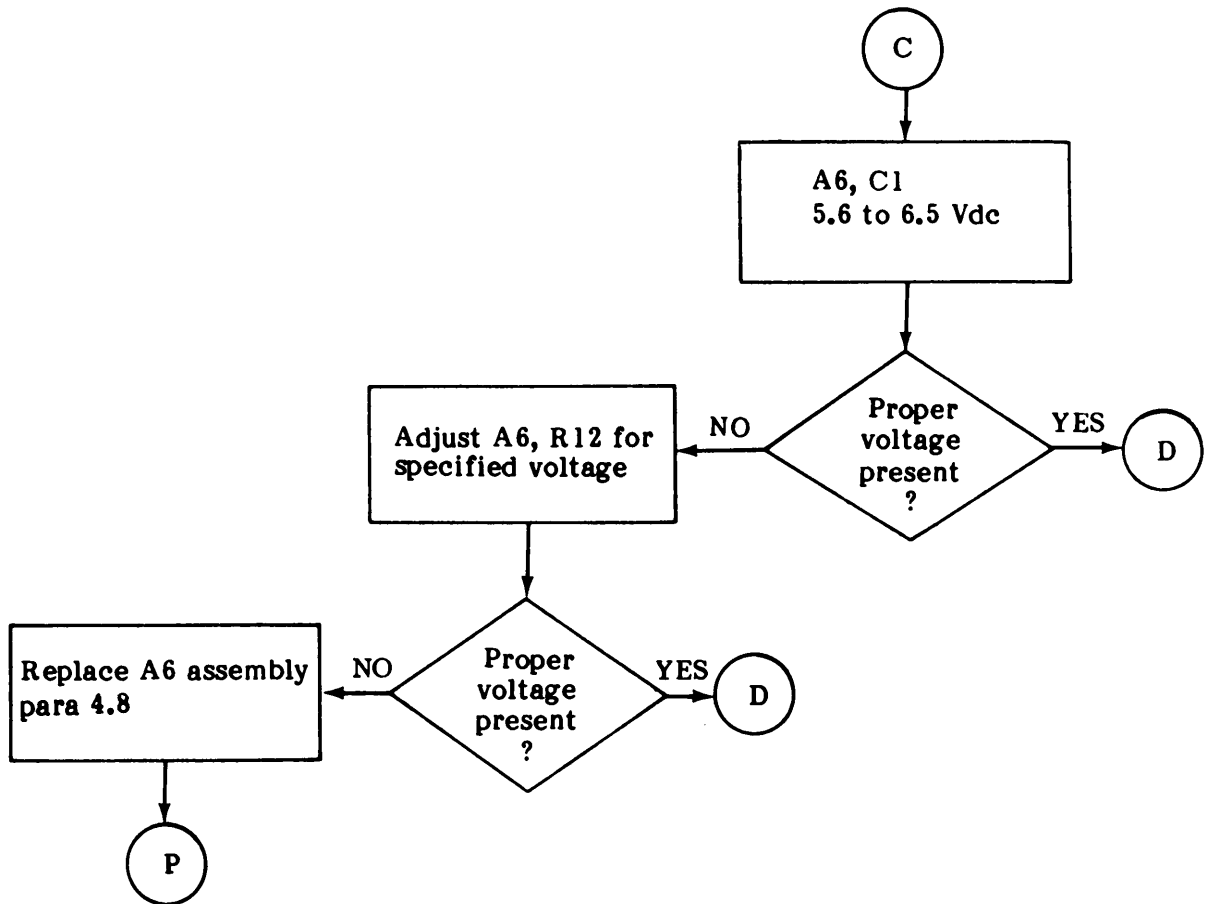 C
A6, C1
5.6 to 6.5 Vdc
Proper
voltage
present
?
YES
D
NO
Adjust A6, R12 for
specified voltage
Proper
voltage
present
?
YES
D
NO
Replace A6 assembly
para 4.8
P